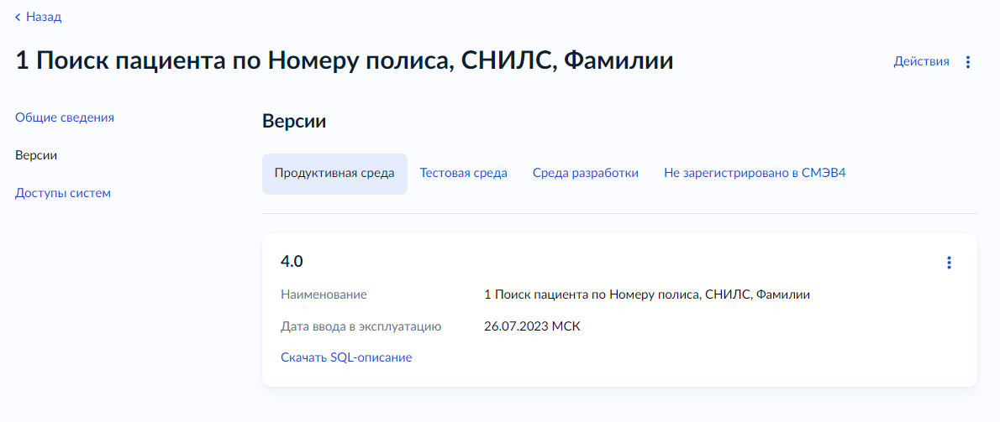 Назад
1 Поиск пациента по Номеру полиса, СНИЛС, Фамилии
Действия
Общие сведения
Версии
Доступы систем
Версии
Продуктивная среда
Тестовая среда
Среда разработки
Не зарегистрировано в СМЭВ4
4.0
Наименование
1 Поиск пациента по Номеру полиса, СНИЛС, Фамилии
Дата ввода в эксплуатацию
26.07.2023 МСК
Скачать SQL-описание